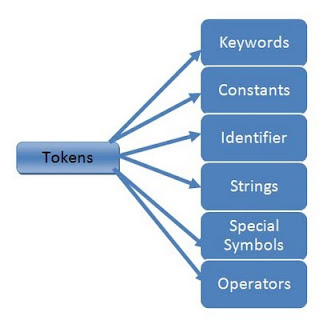 Keywords
Constants
Identifier
Tokens
Strings
Special
Symbols
Operators